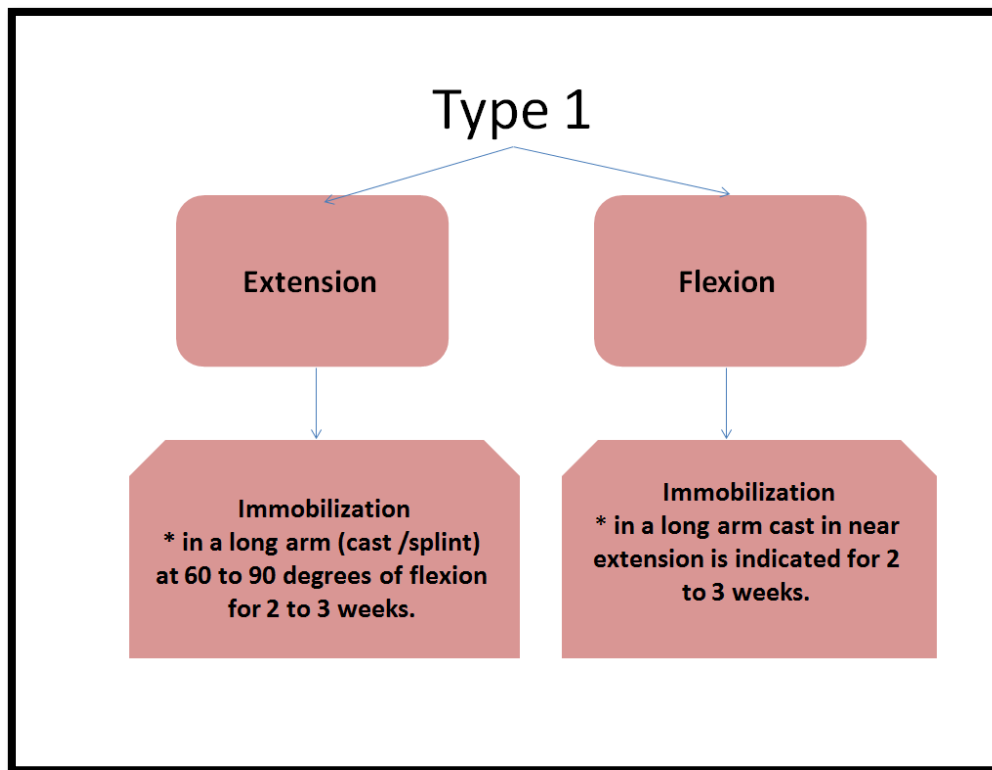 Type 1
Extension
Flexion
Immobilization
* in a long arm (cast /splint)
at 60 to 90 degrees of flexion
for 2 to 3 weeks.
Immobilization
* in a long arm cast in near
extension is indicated for 2
to 3 weeks.